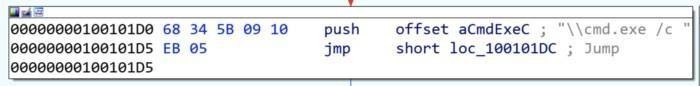 00000000100101D0 68 34 5B 09 10 push offset aCmdExeC ; "\\cmd.exe /c "
00000000100101D5 EB 05 jmp short loc_100101DC ; Jump
00000000100101D5